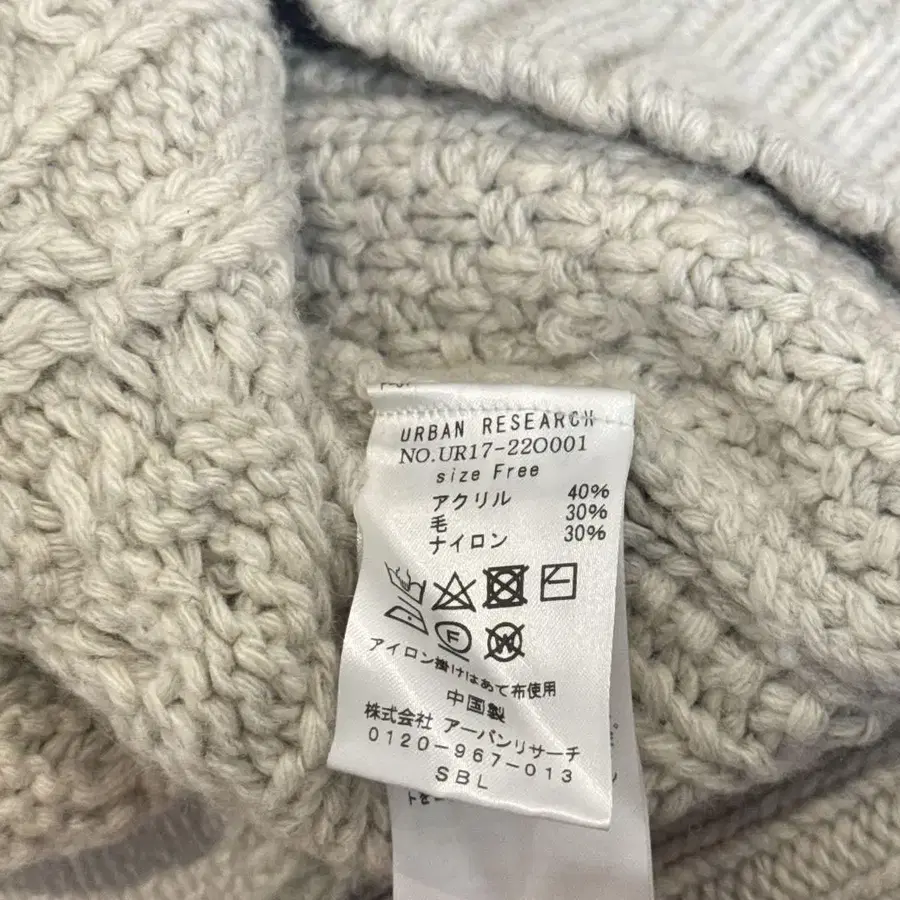 URBAN RESEARCH
NO.UR17-22O001
size Free
アクリル 40%
毛 30%
ナイロン 30%
F
W
アイロン掛けはあて布使用
中国製
株式会社 アーバンリサーチ
0120-967-013
SBL